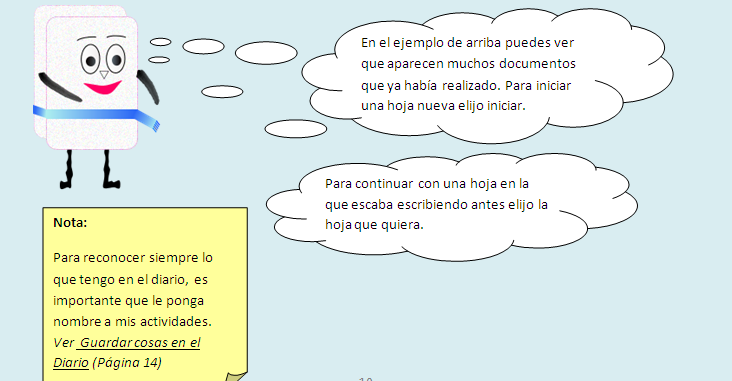 En el ejemplo de arriba puedes ver
que aparecen muchos documentos
que ya había realizado. Para iniciar
una hoja nueva elijo iniciar.
Para continuar con una hoja en la
que escaba escribiendo antes elijo la
hoja que quiera.
Nota:
Para reconocer siempre lo
que tengo en el diario, es
importante que le ponga
nombre a mis actividades.
Ver Guardar cosas en el
Diario (Página 14)